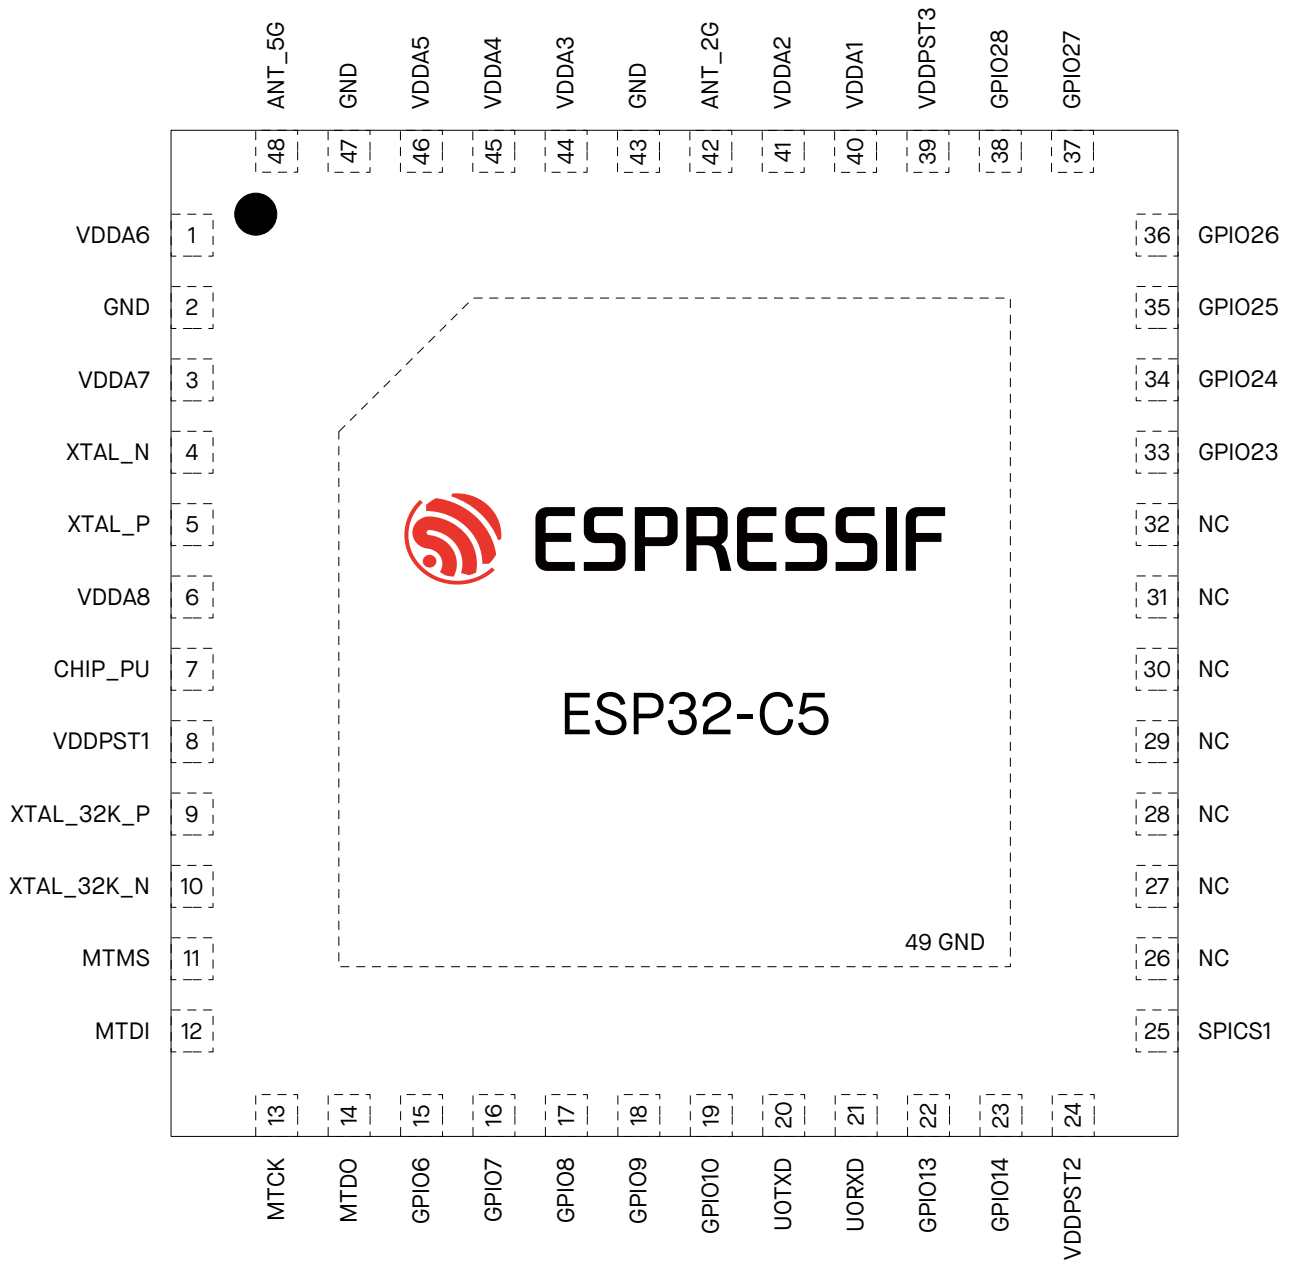 ANT_5G
GND
VDDA5
VDDA4
VDDA3
GND
ANT_2G
VDDA2
VDDA1
VDDPST3
GPIO28
GPIO27
48
47
46
45
44
43
42
41
40
39
38
37
VDDA6 1
GND 2
VDDA7 3
XTAL_N 4
XTAL_P 5
VDDA8 6
CHIP_PU 7
VDDPST1 8
XTAL_32K_P 9
XTAL_32K_N 10
MTMS 11
MTDI 12
ESPRESSIF
ESP32-C5
49 GND
36 GPIO26
35 GPIO25
34 GPIO24
33 GPIO23
32 NC
31 NC
30 NC
29 NC
28 NC
27 NC
26 NC
25 SPICS1
13
14
15
16
17
18
19
20
21
22
23
24
MTCK
MTDO
GPIO6
GPIO7
GPIO8
GPIO9
GPIO10
U0TXD
U0RXD
GPIO13
GPIO14
VDDPST2